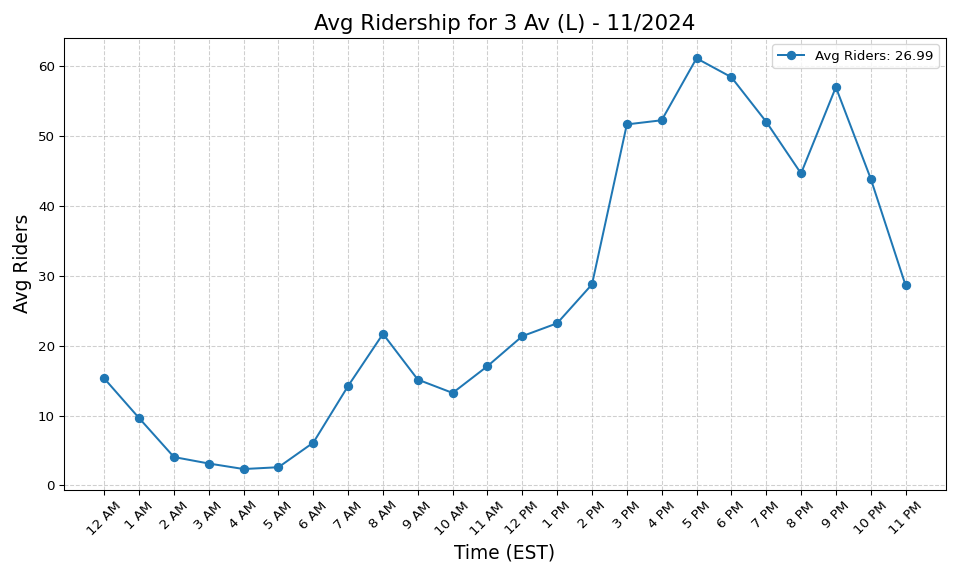 Avg Ridership for 3 Av (L) - 11/2024
Avg Riders: 26.99
60
50
40
30
20
10
0
Avg Riders
12 AM
1 AM
2 AM
3 AM
4 AM
5 AM
6 AM
7 AM
8 AM
9 AM
10 AM
11 AM
12 PM
1 PM
2 PM
3 PM
4 PM
5 PM
6 PM
7 PM
8 PM
9 PM
10 PM
11 PM
Time (EST)